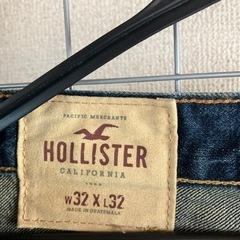 PACIFIC MERCHANTS
HOLLISTER
CALIFORNIA
W32 X L32
MADE IN GUATEMALA